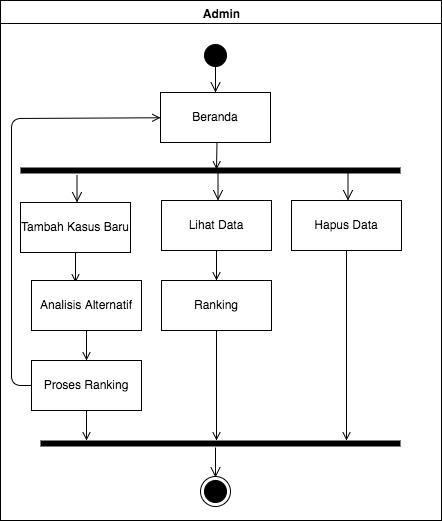 Admin
Beranda
Tambah Kasus Baru
Lihat Data
Hapus Data
Analisis Alternatif
Ranking
Proses Ranking